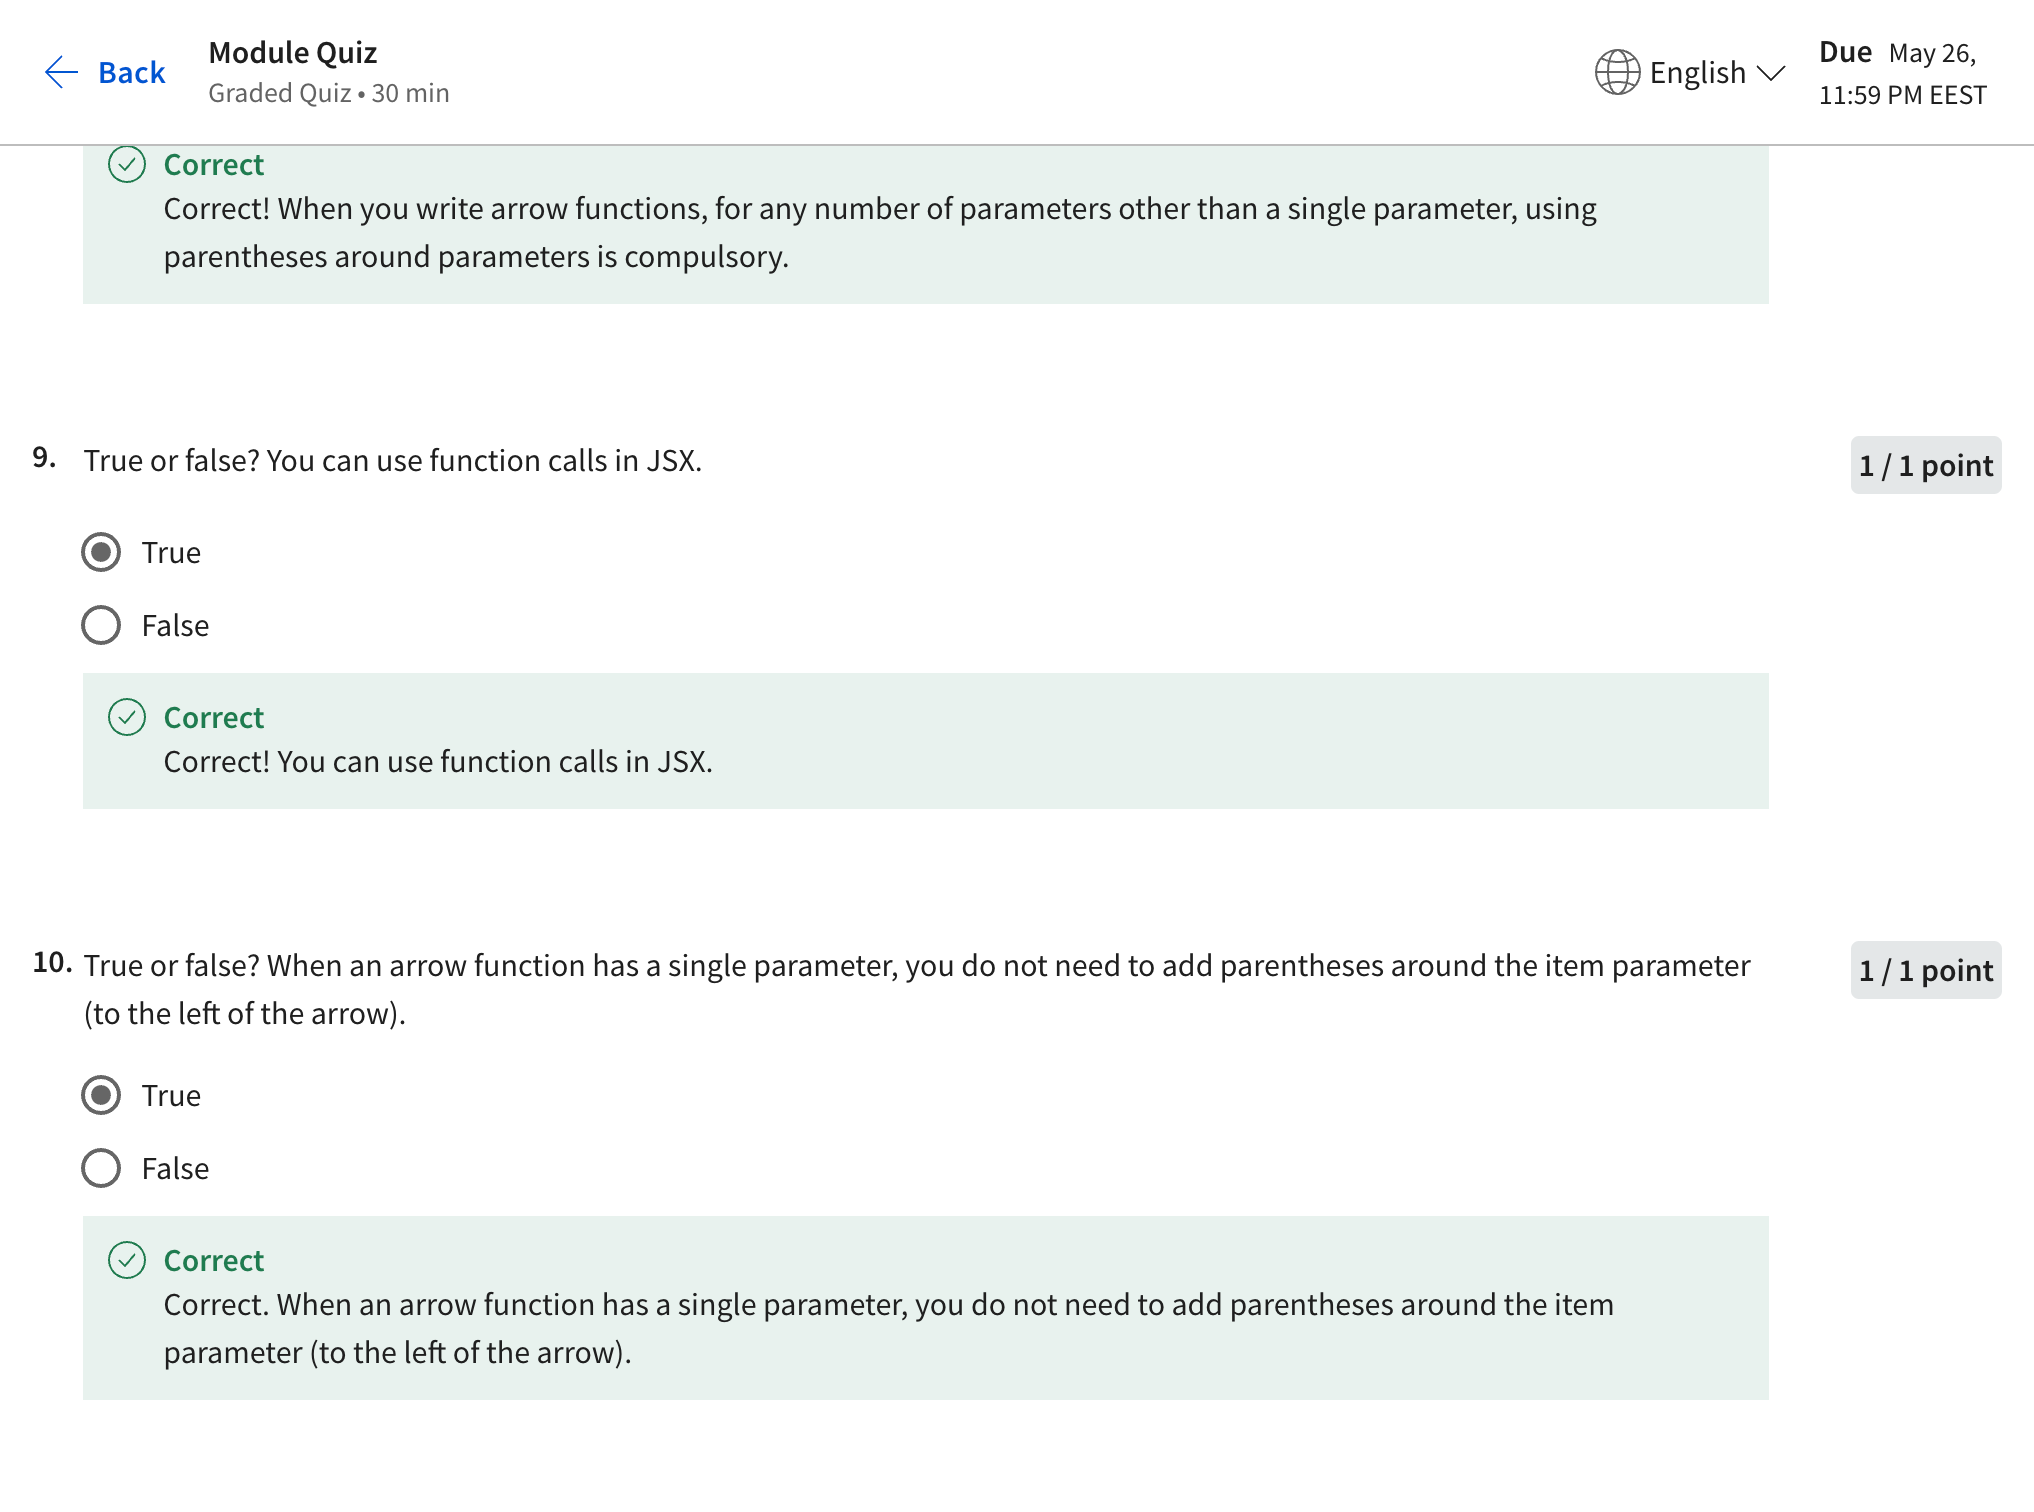 Back
Module Quiz
Graded Quiz • 30 min
English
Due May 26,
11:59 PM EEST
Correct
Correct! When you write arrow functions, for any number of parameters other than a single parameter, using
parentheses around parameters is compulsory.
9. True or false? You can use function calls in JSX.
1 / 1 point
True
False
Correct
Correct! You can use function calls in JSX.
10. True or false? When an arrow function has a single parameter, you do not need to add parentheses around the item parameter
(to the left of the arrow).
1 / 1 point
True
False
Correct
Correct. When an arrow function has a single parameter, you do not need to add parentheses around the item
parameter (to the left of the arrow).